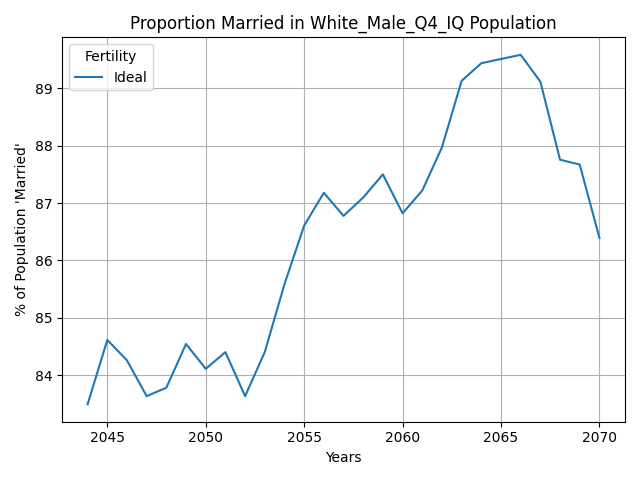 Proportion Married in White_Male_Q4_IQ Population
Fertility
Ideal
% of Population 'Married'
89
88
87
86
85
84
2045 2050 2055 2060 2065 2070
Years